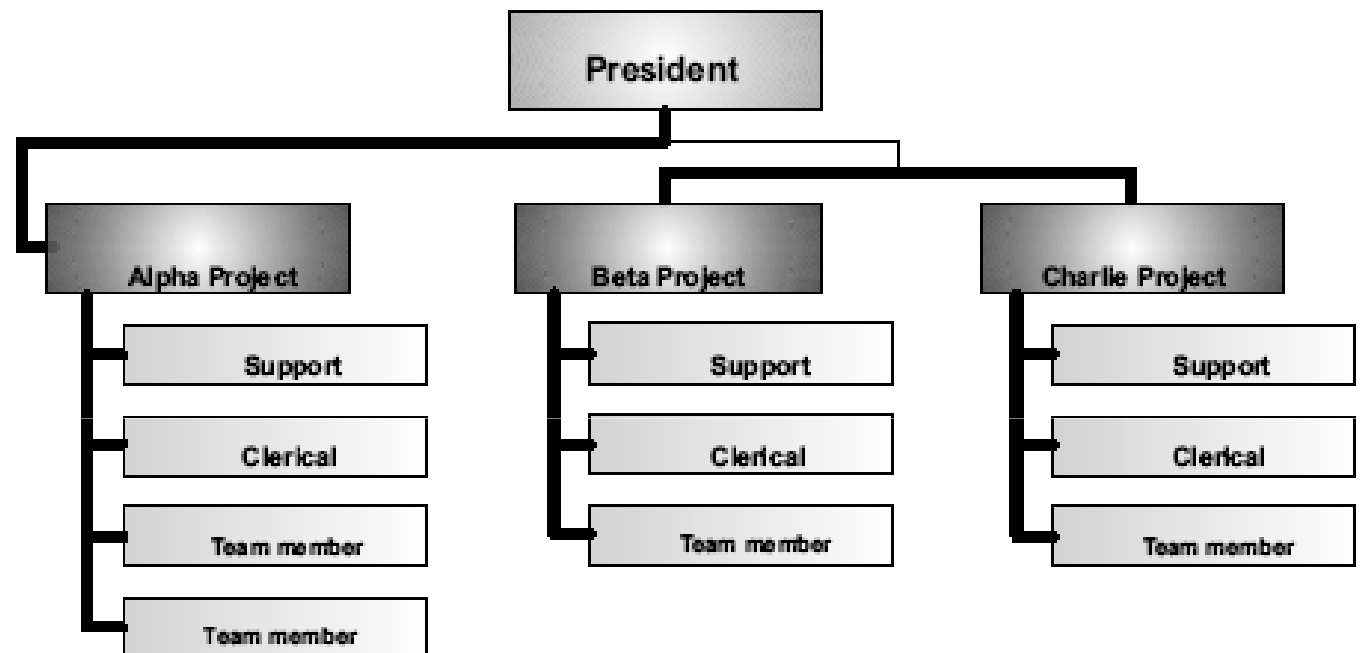 President
Alpha Project
Beta Project
Charlie Project
Support
Support
Support
Clerical
Clerical
Clerical
Team member
Team member
Team member
Team member